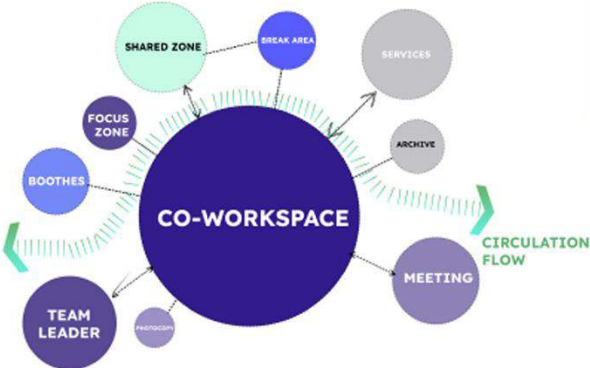 SHARED ZONE
BREAK AREA
SERVICES
FOCUS
ZONE
ARCHIVE
BOOTHES
CO-WORKSPACE
CIRCULATION
FLOW
MEETING
TEAM
LEADER
PHOTOCOPY